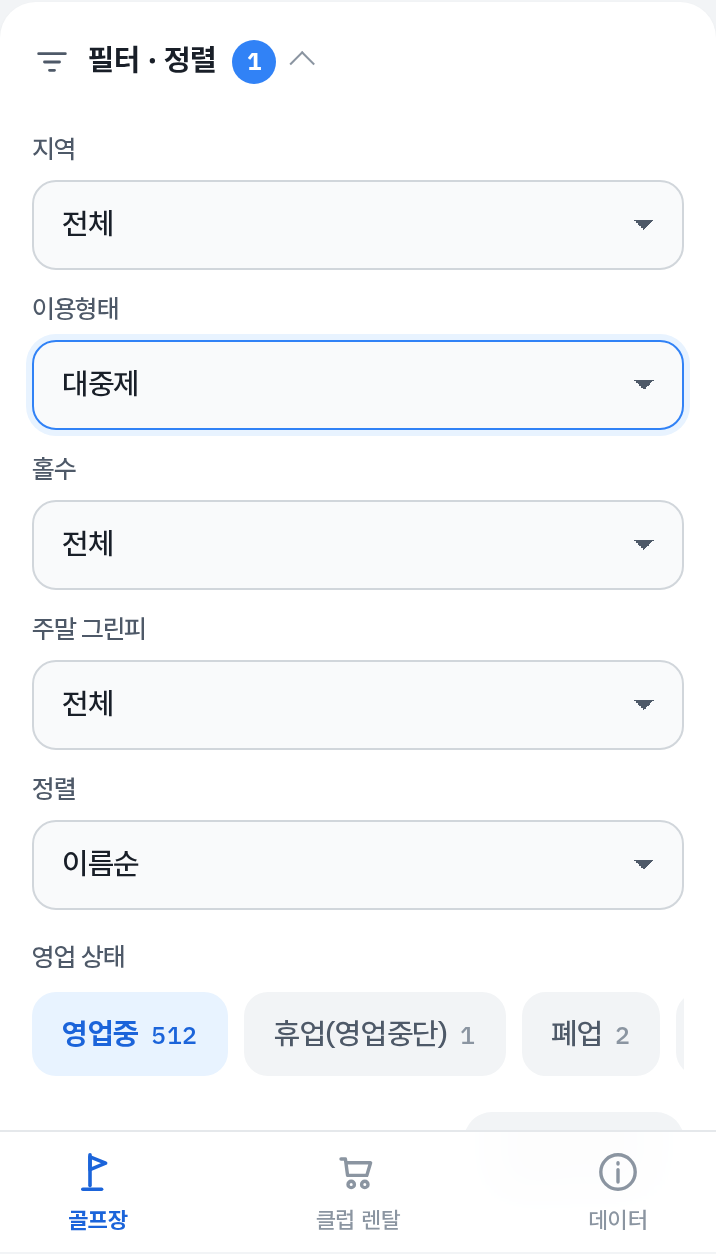 필터 · 정렬 1
지역
전체
이용형태
대중제
홀수
전체
주말 그린피
전체
정렬
이름순
영업 상태
영업중 512 휴업(영업중단) 1 폐업 2
골프장 클럽 렌탈 데이터